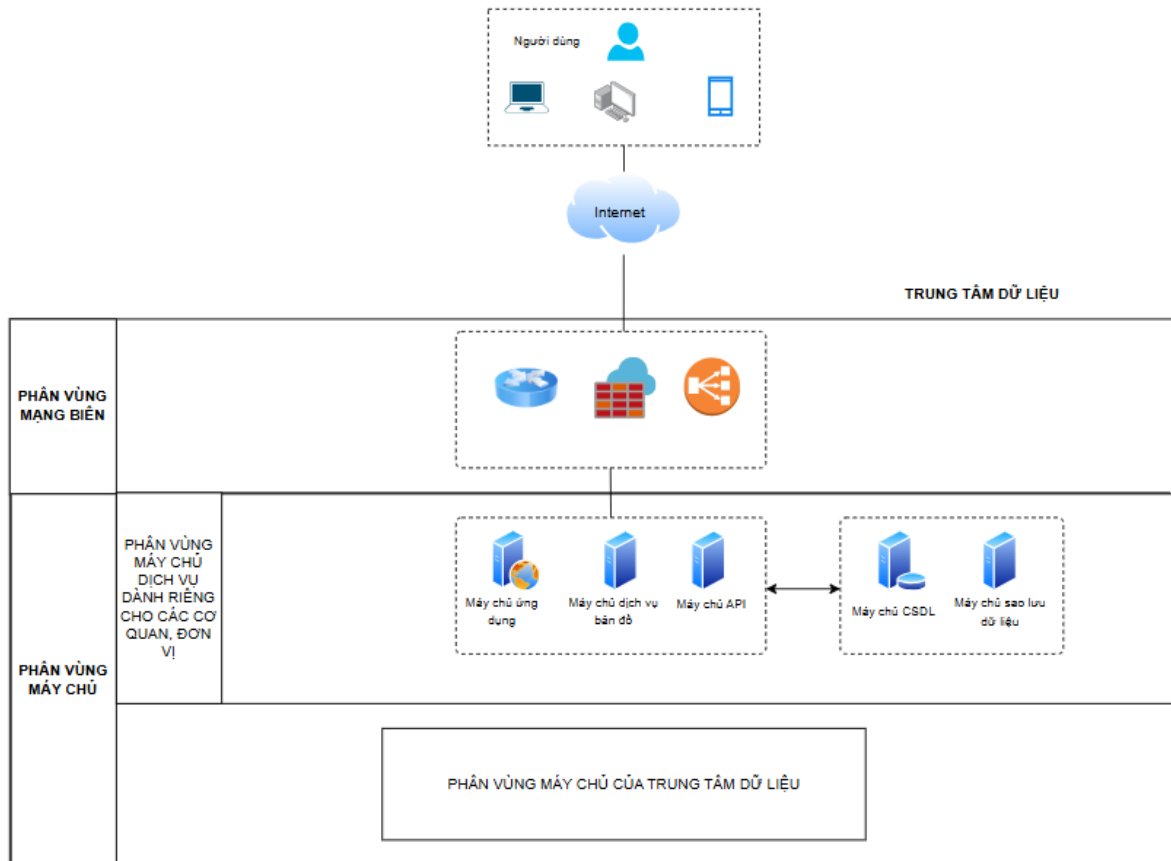 Người dùng
Internet
TRUNG TÂM DỮ LIỆU
PHÂN VÙNG
MẠNG BIÊN
PHÂN VÙNG
MÁY CHỦ
PHÂN VÙNG
MÁY CHỦ
DỊCH VỤ
DÀNH RIÊNG
CHO CÁC CƠ
QUAN, ĐƠN
VỊ
Máy chủ ứng
dụng
Máy chủ dịch vụ
bản đồ
Máy chủ API
Máy chủ CSDL
Máy chủ sao lưu
dữ liệu
PHÂN VÙNG MÁY CHỦ CỦA TRUNG TÂM DỮ LIỆU